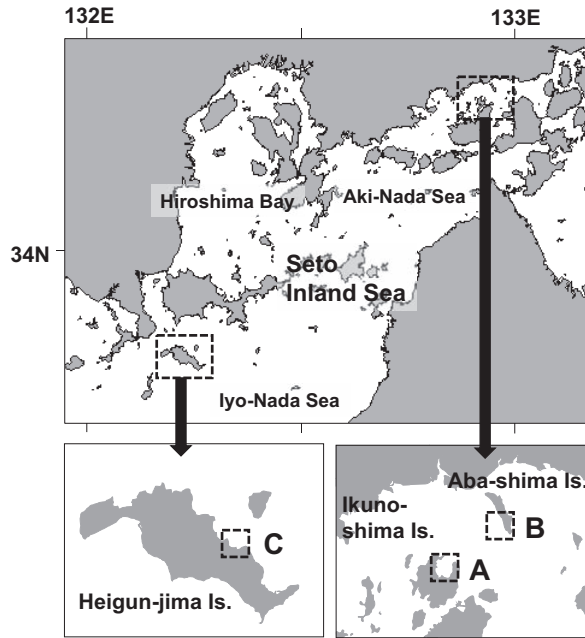 132E
133E
Hiroshima Bay
Aki-Nada Sea
34N
Seto
Inland Sea
Iyo-Nada Sea
C
Heigun-jima Is.
Aba-shima Is.
Ikuno-
shima Is.
B
A